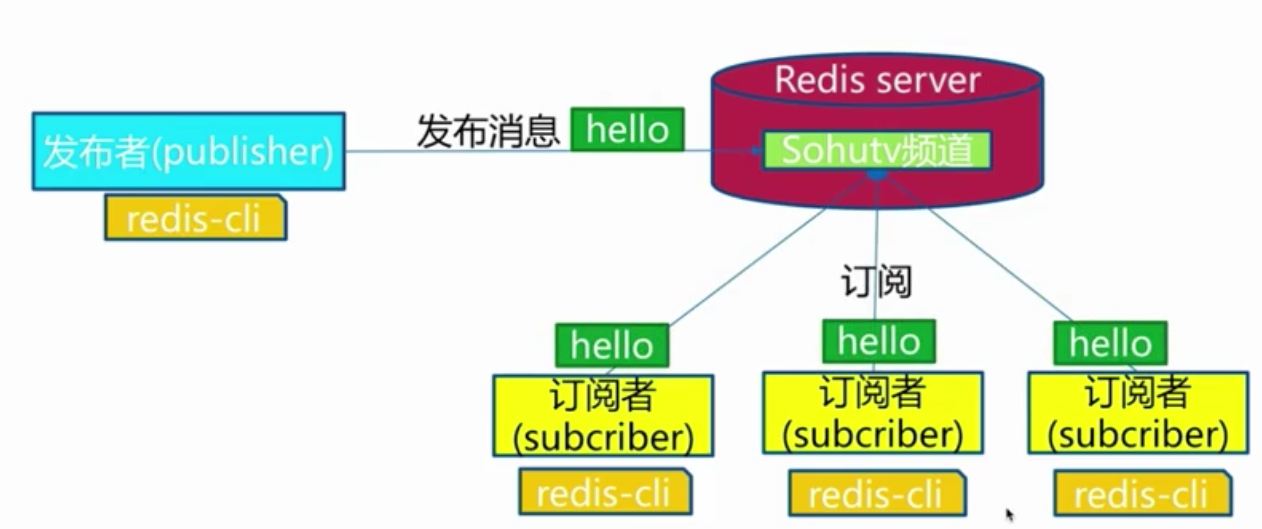 Redis server
发布消息
hello
发布者(publisher)
Sohutv频道
redis-cli
订阅
hello
hello
hello
订阅者
(subcriber)
订阅者
(subcriber)
订阅者
(subcriber)
redis-cli
redis-cli
redis-cli